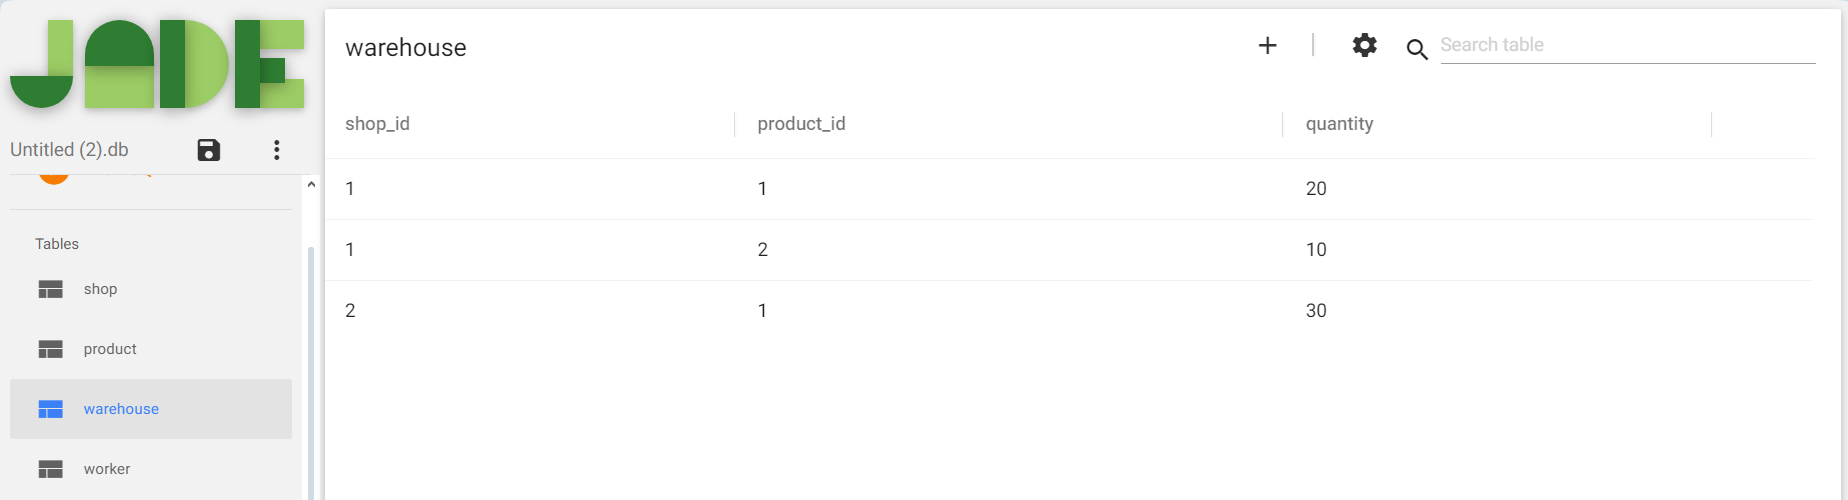 JADE
Untitled (2).db
Tables
shop
product
warehouse
worker
warehouse
Search table
shop_id product_id quantity
1 1 20
1 2 10
2 1 30